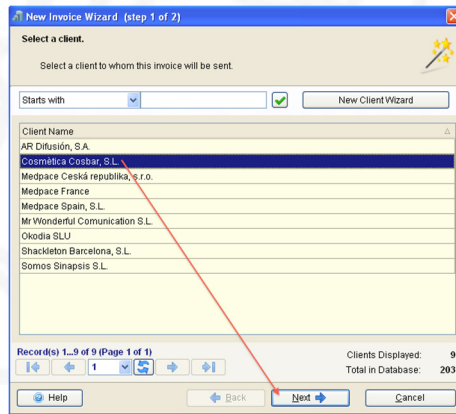 New Invoice Wizard (step 1 of 2)
Select a client.
Select a client to whom this invoice will be sent.
Starts with
New Client Wizard
Client Name
AR Difusión, S.A.
Cosmètica Cosbar, S.L.
Medpace Ceská republika, s.r.o.
Medpace France
Medpace Spain, S.L.
Mr Wonderful Comunication S.L.
Okodia SLU
Shackleton Barcelona, S.L.
Somos Sinapsis S.L.
Record(s) 1...9 of 9 (Page 1 of 1)
1
Clients Displayed: 9
Total in Database: 203
Help
Back
Next
Cancel